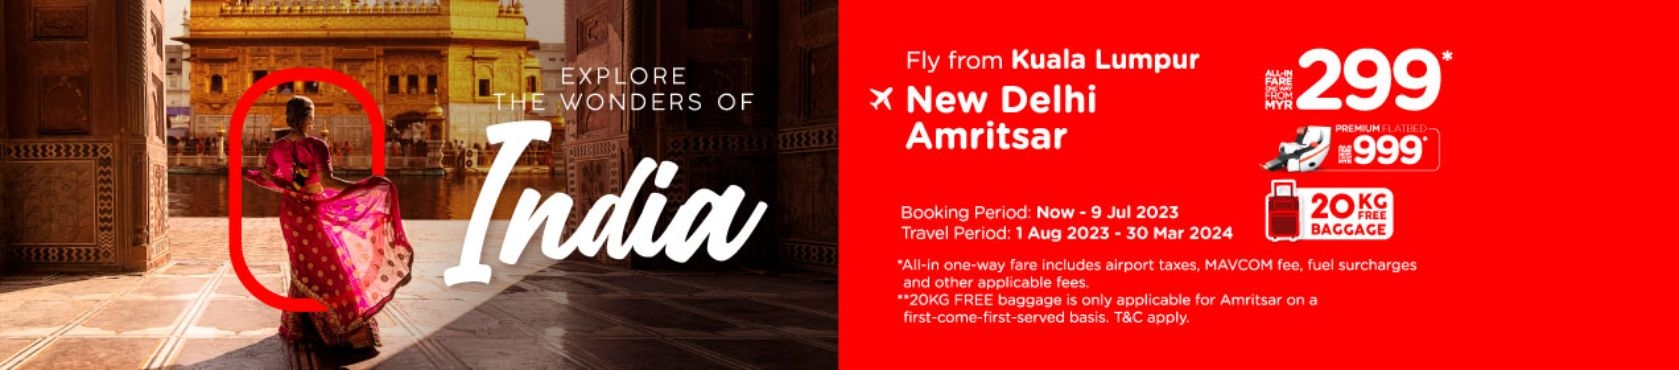 EXPLORE
THE WONDERS OF
India
Fly from Kuala Lumpur
New Delhi
Amritsar
ALL-IN
FARE
ONE WAY
FROM
MYR
299*
PREMIUM FLATBED
999*
20 KG
FREE
BAGGAGE
Booking Period: Now - 9 Jul 2023
Travel Period: 1 Aug 2023 - 30 Mar 2024
*All-in one-way fare includes airport taxes, MAVCOM fee, fuel surcharges
and other applicable fees.
**20KG FREE baggage is only applicable for Amritsar on a
first-come-first-served basis. T&C apply.